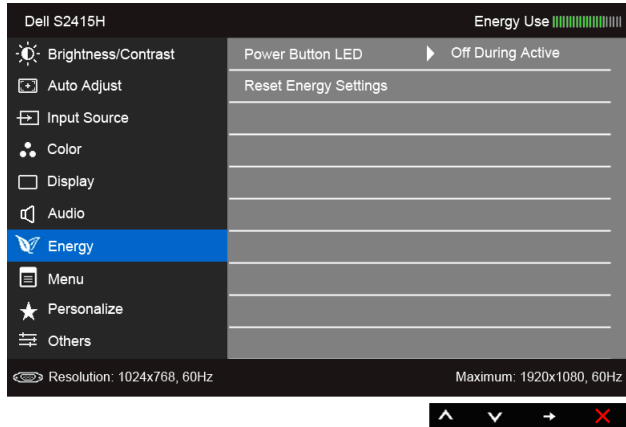 Dell S2415H Energy Use
Brightness/Contrast Power Button LED Off During Active
Auto Adjust Reset Energy Settings
Input Source
Color
Display
Audio
Energy
Menu
Personalize
Others
Resolution: 1024x768, 60Hz Maximum: 1920x1080, 60Hz